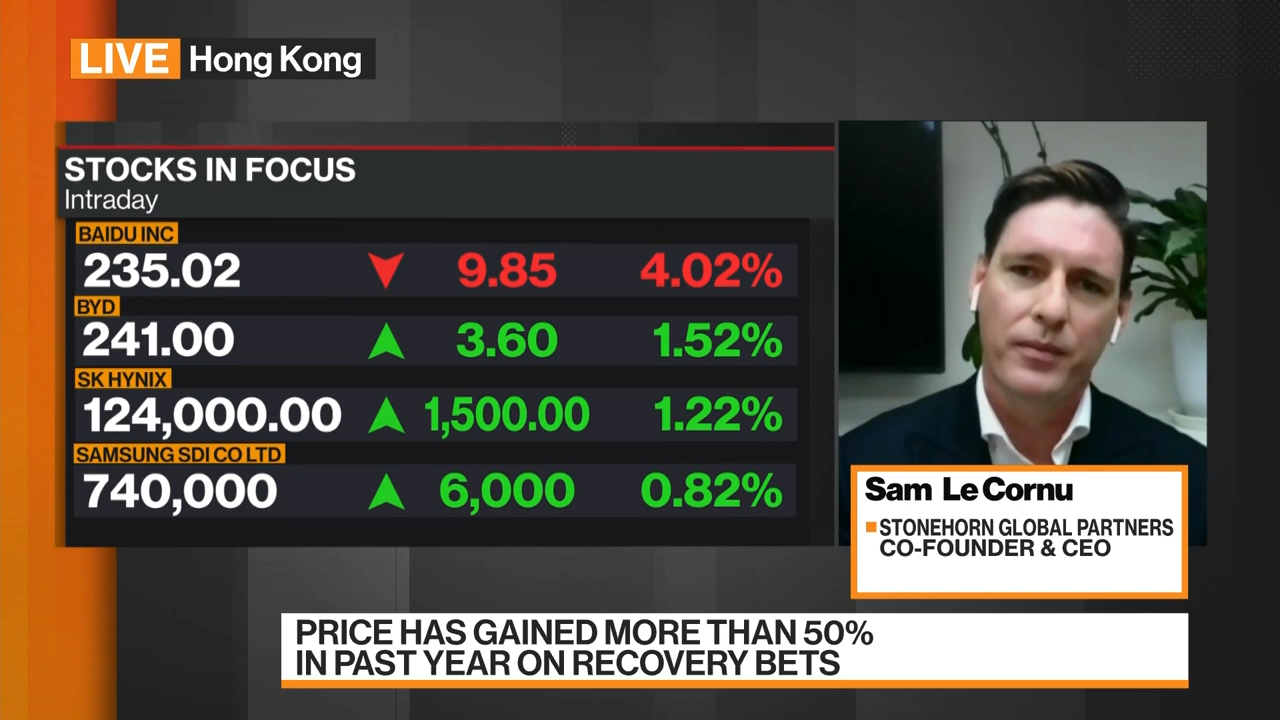 LIVE Hong Kong
STOCKS IN FOCUS
Intraday
BAIDU INC
235.02 ▼ 9.85 4.02%
BYD
241.00 ▲ 3.60 1.52%
SK HYNIX
124,000.00 ▲ 1,500.00 1.22%
SAMSUNG SDI CO LTD
740,000 ▲ 6,000 0.82%
Sam Le Cornu
STONEHORN GLOBAL PARTNERS
CO-FOUNDER & CEO
PRICE HAS GAINED MORE THAN 50%
IN PAST YEAR ON RECOVERY BETS